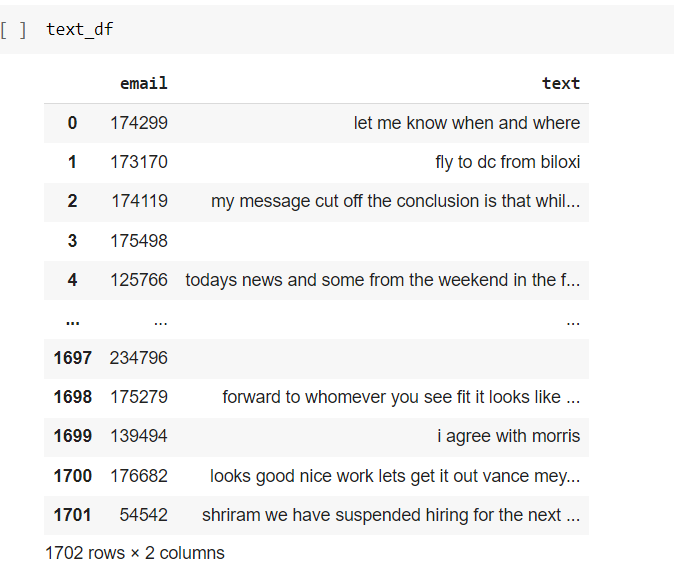 [ ] text_df
email text
0 174299 let me know when and where
1 173170 fly to dc from biloxi
2 174119 my message cut off the conclusion is that whil...
3 175498
4 125766 todays news and some from the weekend in the f...
... ... ...
1697 234796
1698 175279 forward to whomever you see fit it looks like ...
1699 139494 i agree with morris
1700 176682 looks good nice work lets get it out vance mey...
1701 54542 shriram we have suspended hiring for the next ...
1702 rows × 2 columns